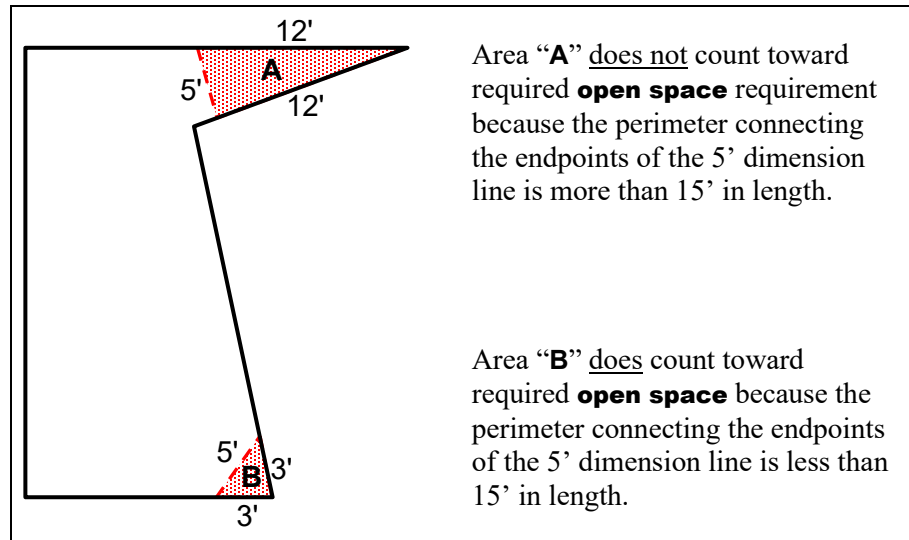 12'
A
5'
12'
Area “A” does not count toward
required open space requirement
because the perimeter connecting
the endpoints of the 5’ dimension
line is more than 15’ in length.
Area “B” does count toward
required open space because the
perimeter connecting the endpoints
of the 5’ dimension line is less than
15’ in length.
5'
B
3'
3'